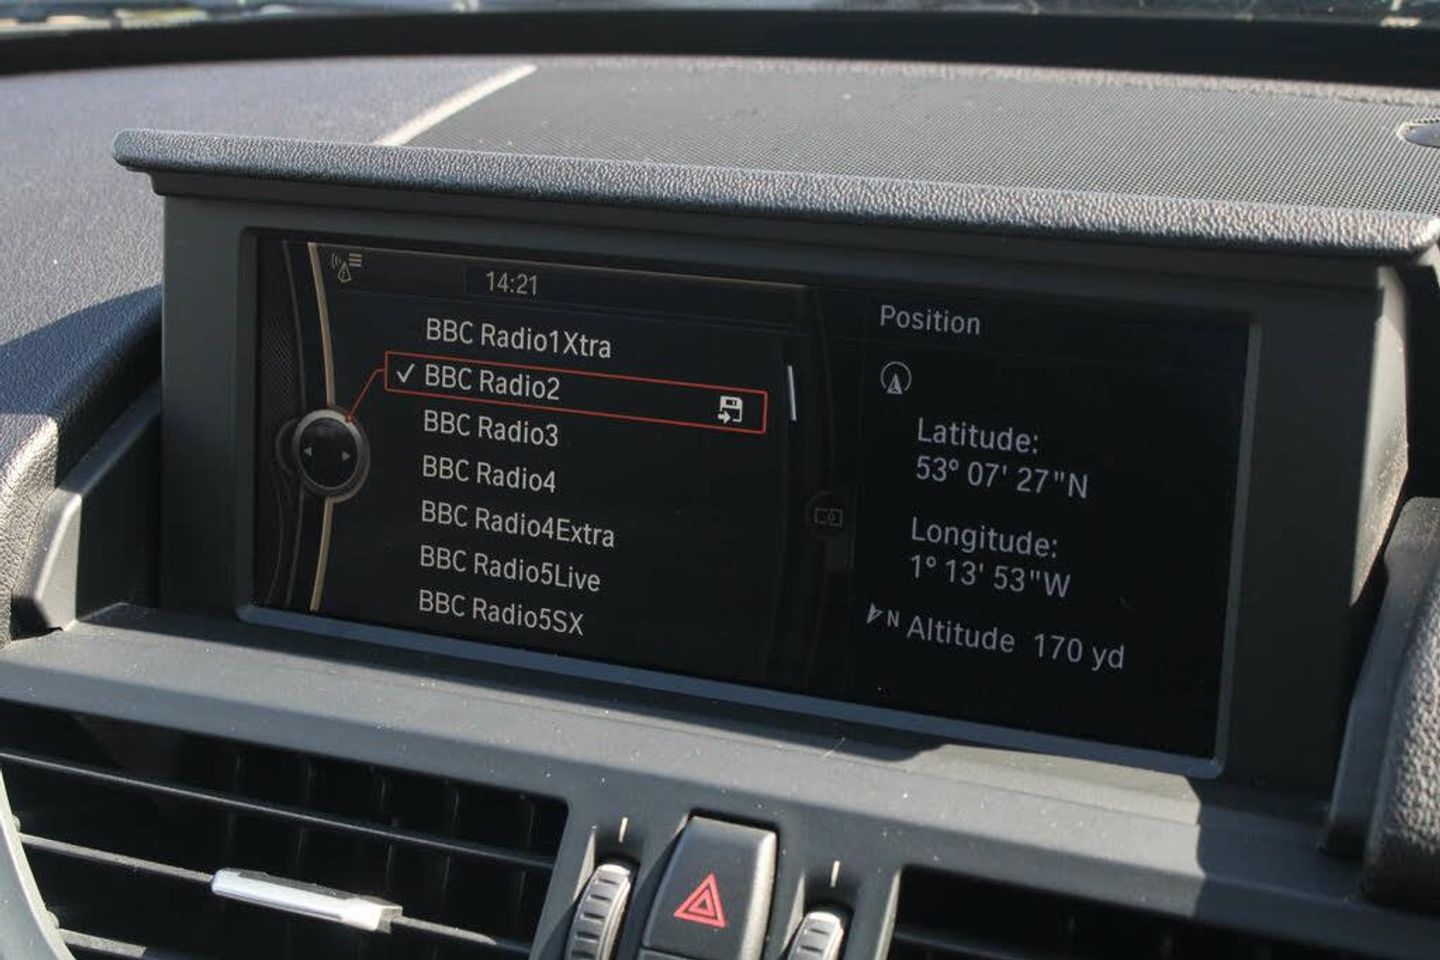 14:21
BBC Radio1Xtra
✓ BBC Radio2
BBC Radio3
BBC Radio4
BBC Radio4Extra
BBC Radio5Live
BBC Radio5SX
Position
Latitude:
53° 07' 27"N
Longitude:
1° 13' 53"W
N Altitude 170 yd